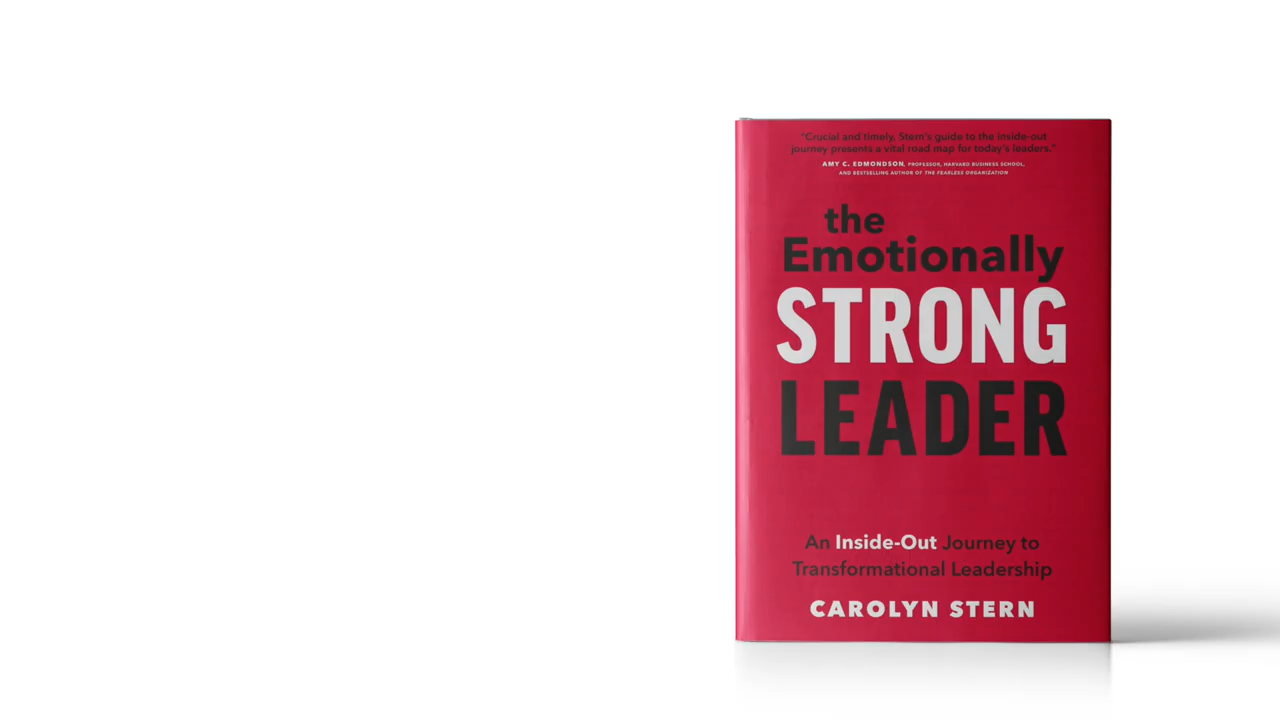 “Crucial and timely, Stern’s guide to the inside-out
journey presents a vital road map for today’s leaders.”
AMY C. EDMONDSON, PROFESSOR, HARVARD BUSINESS SCHOOL,
AND BESTSELLING AUTHOR OF THE FEARLESS ORGANIZATION
the
Emotionally
STRONG
LEADER
An Inside-Out Journey to
Transformational Leadership
CAROLYN STERN